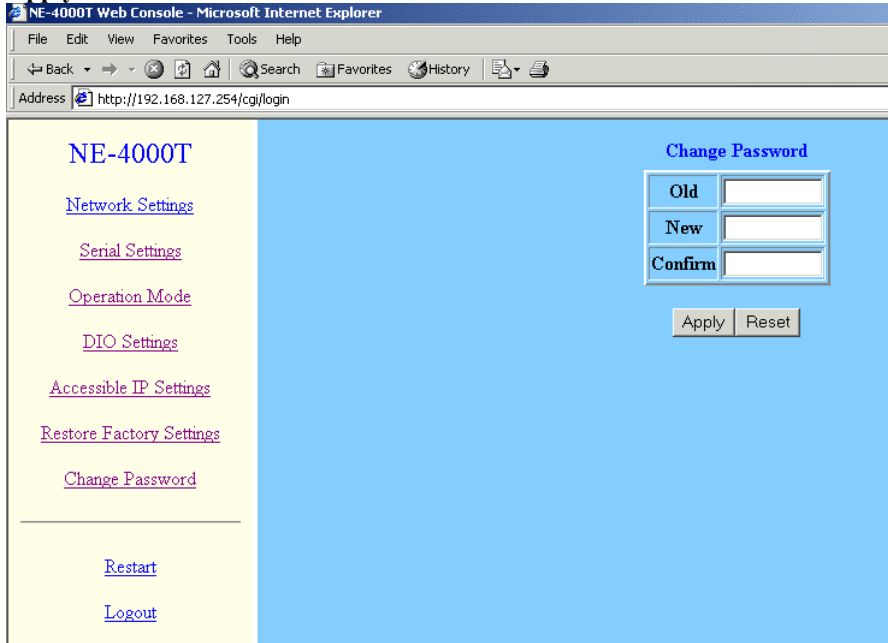 NE-4000T Web Console - Microsoft Internet Explorer
File Edit View Favorites Tools Help
Back Search Favorites History
Address http://192.168.127.254/cgi/login
NE-4000T
Network Settings
Serial Settings
Operation Mode
DIO Settings
Accessible IP Settings
Restore Factory Settings
Change Password
Restart
Logout
Change Password
Old
New
Confirm
Apply Reset